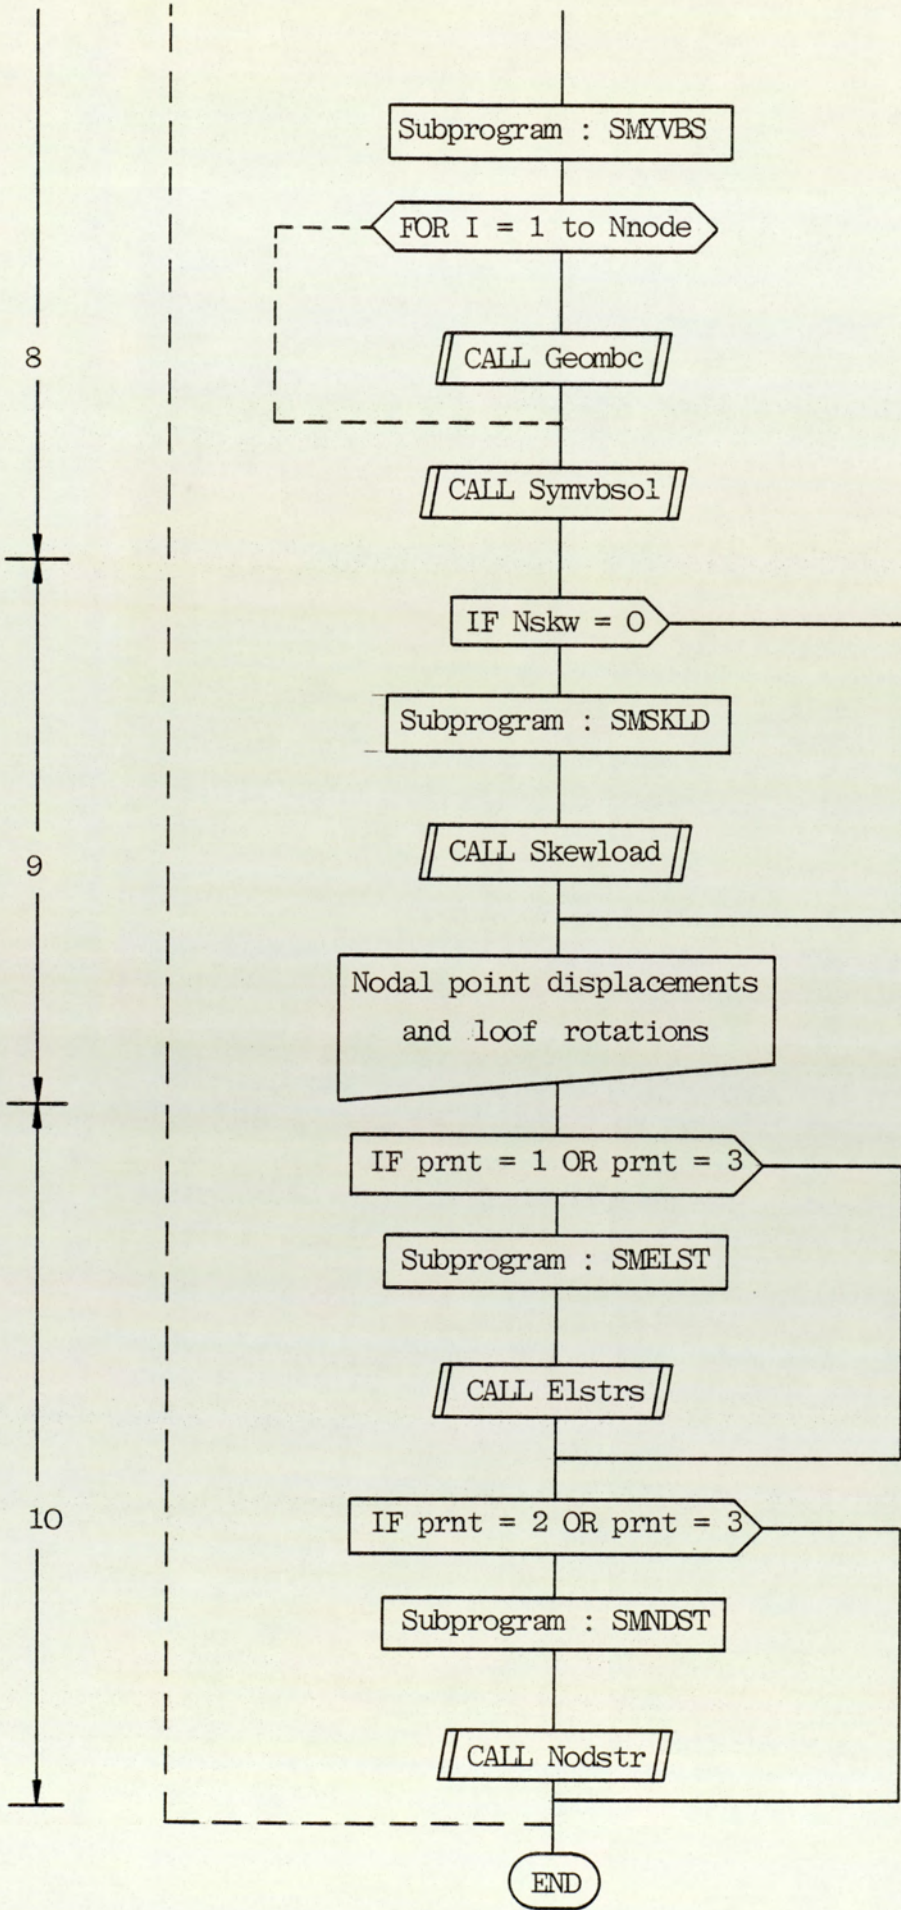 Subprogram : SMYVBS
FOR I = 1 to Nnode
8
CALL Geombc
CALL Symvbsol
IF Nskw = O
Subprogram : SMSKLD
9
CALL Skewload
Nodal point displacements
and loof rotations
IF prnt = 1 OR prnt = 3
Subprogram : SMELST
CALL Elstrs
10
IF prnt = 2 OR prnt = 3
Subprogram : SMNDST
CALL Nodstr
END